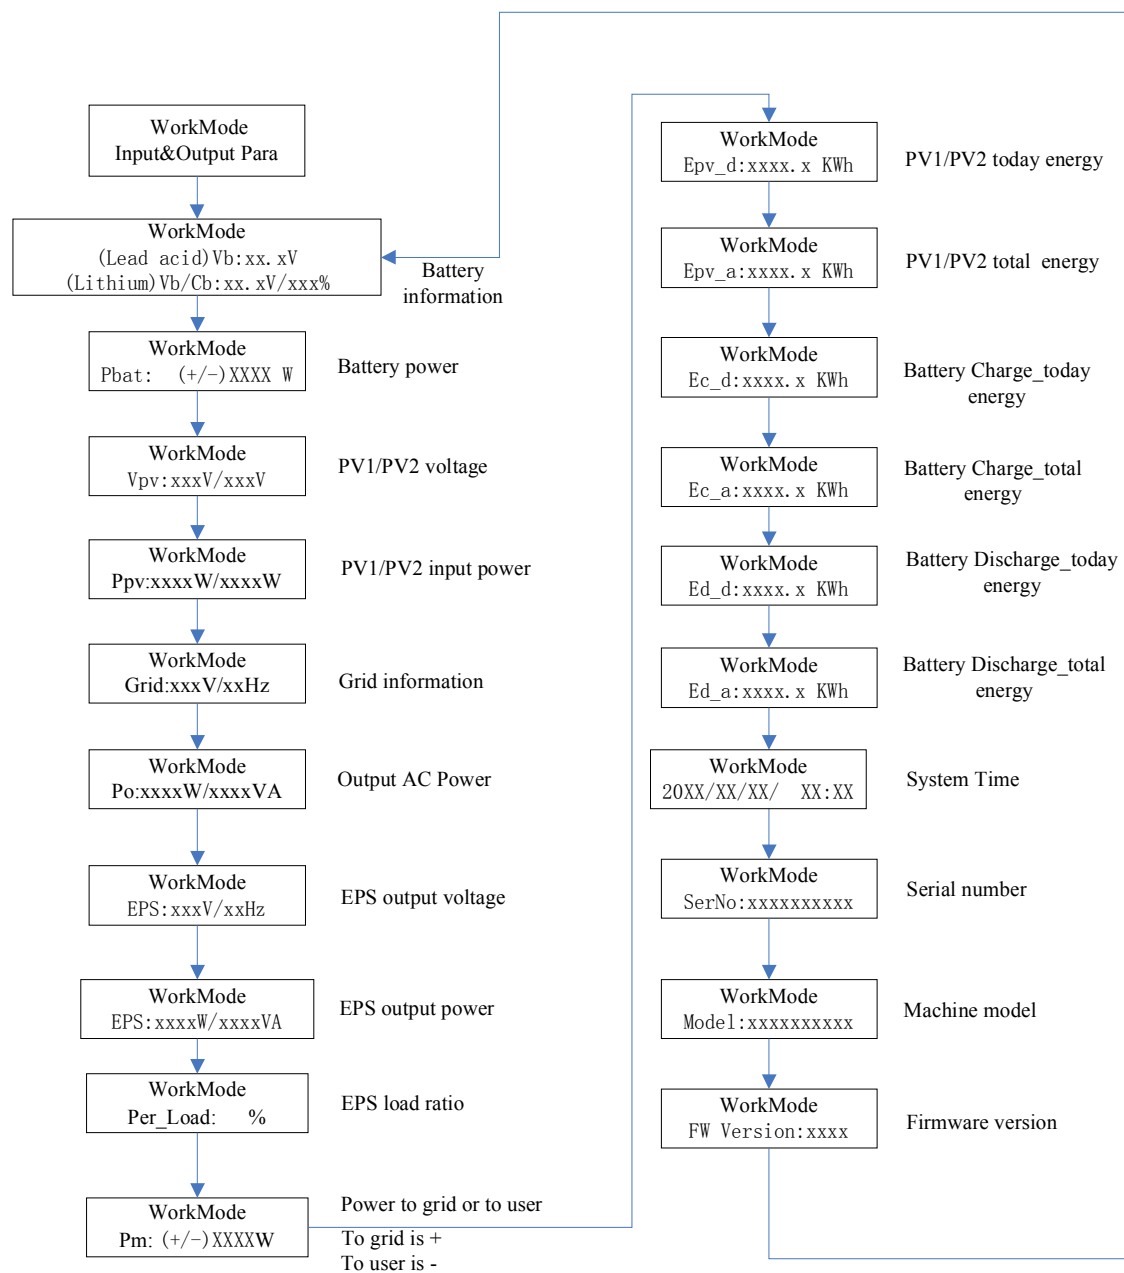 WorkMode
Input&Output Para
WorkMode
(Lead acid)Vb:xx.xV
(Lithium)Vb/Cb:xx.xV/xxx%
Battery
information
WorkMode
Pbat: (+/-)XXXX W
Battery power
WorkMode
Vpv:xxxV/xxxV
PV1/PV2 voltage
WorkMode
Ppv:xxxxW/xxxxW
PV1/PV2 input power
WorkMode
Grid:xxxV/xxHz
Grid information
WorkMode
Po:xxxxW/xxxxVA
Output AC Power
WorkMode
EPS:xxxV/xxHz
EPS output voltage
WorkMode
EPS:xxxxW/xxxxVA
EPS output power
WorkMode
Per_Load: %
EPS load ratio
WorkMode
Pm: (+/-)XXXXW
Power to grid or to user
To grid is +
To user is -
WorkMode
Epv_d:xxxx.x KWh
PV1/PV2 today energy
WorkMode
Epv_a:xxxx.x KWh
PV1/PV2 total energy
WorkMode
Ec_d:xxxx.x KWh
Battery Charge_today
energy
WorkMode
Ec_a:xxxx.x KWh
Battery Charge_total
energy
WorkMode
Ed_d:xxxx.x KWh
Battery Discharge_today
energy
WorkMode
Ed_a:xxxx.x KWh
Battery Discharge_total
energy
WorkMode
20XX/XX/XX/ XX:XX
System Time
WorkMode
SerNo:xxxxxxxxxx
Serial number
WorkMode
Model:xxxxxxxxxx
Machine model
WorkMode
FW Version:xxxx
Firmware version